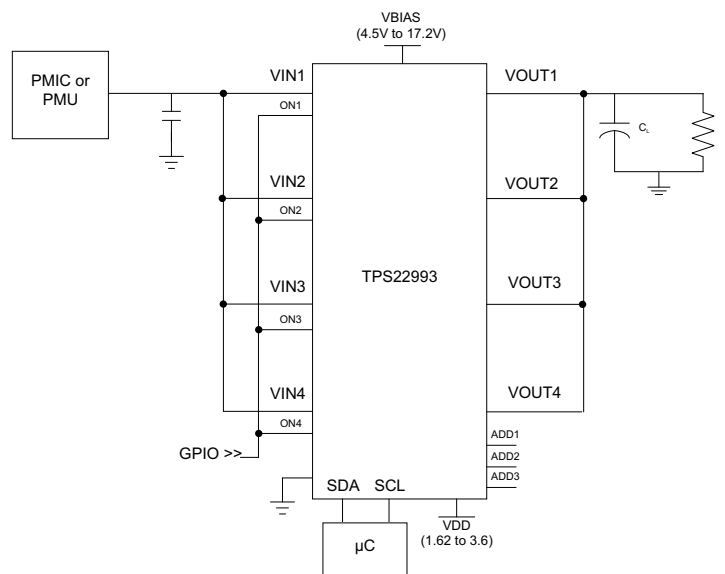 VBIAS
(4.5V to 17.2V)
PMIC or
PMU
VIN1
VOUT1
ON1
CL
VIN2
VOUT2
ON2
TPS22993
VIN3
VOUT3
ON3
VIN4
VOUT4
ON4
ADD1
GPIO >>
ADD2
ADD3
SDA
SCL
VDD
(1.62 to 3.6)
µC